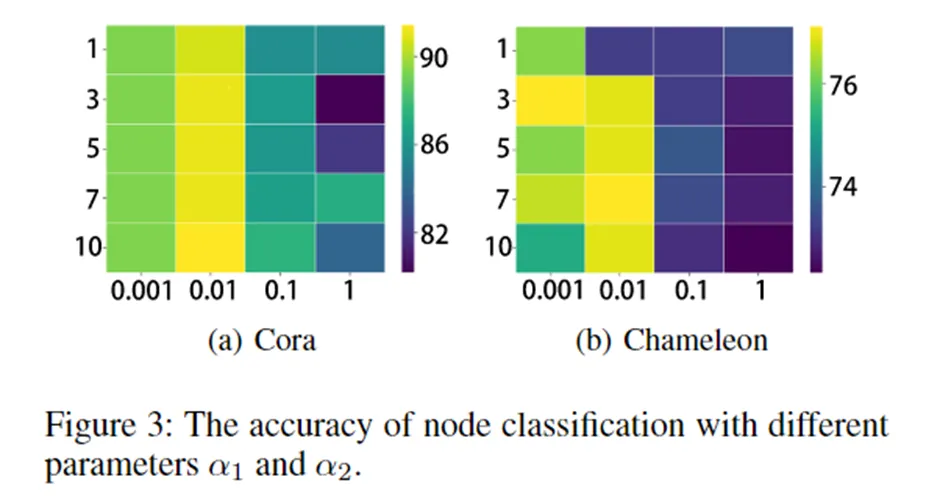 1
3
5
7
10
0.001 0.01 0.1 1
90
86
82
(a) Cora
1
3
5
7
10
0.001 0.01 0.1 1
76
74
(b) Chameleon
Figure 3: The accuracy of node classification with different
parameters α₁ and α₂.